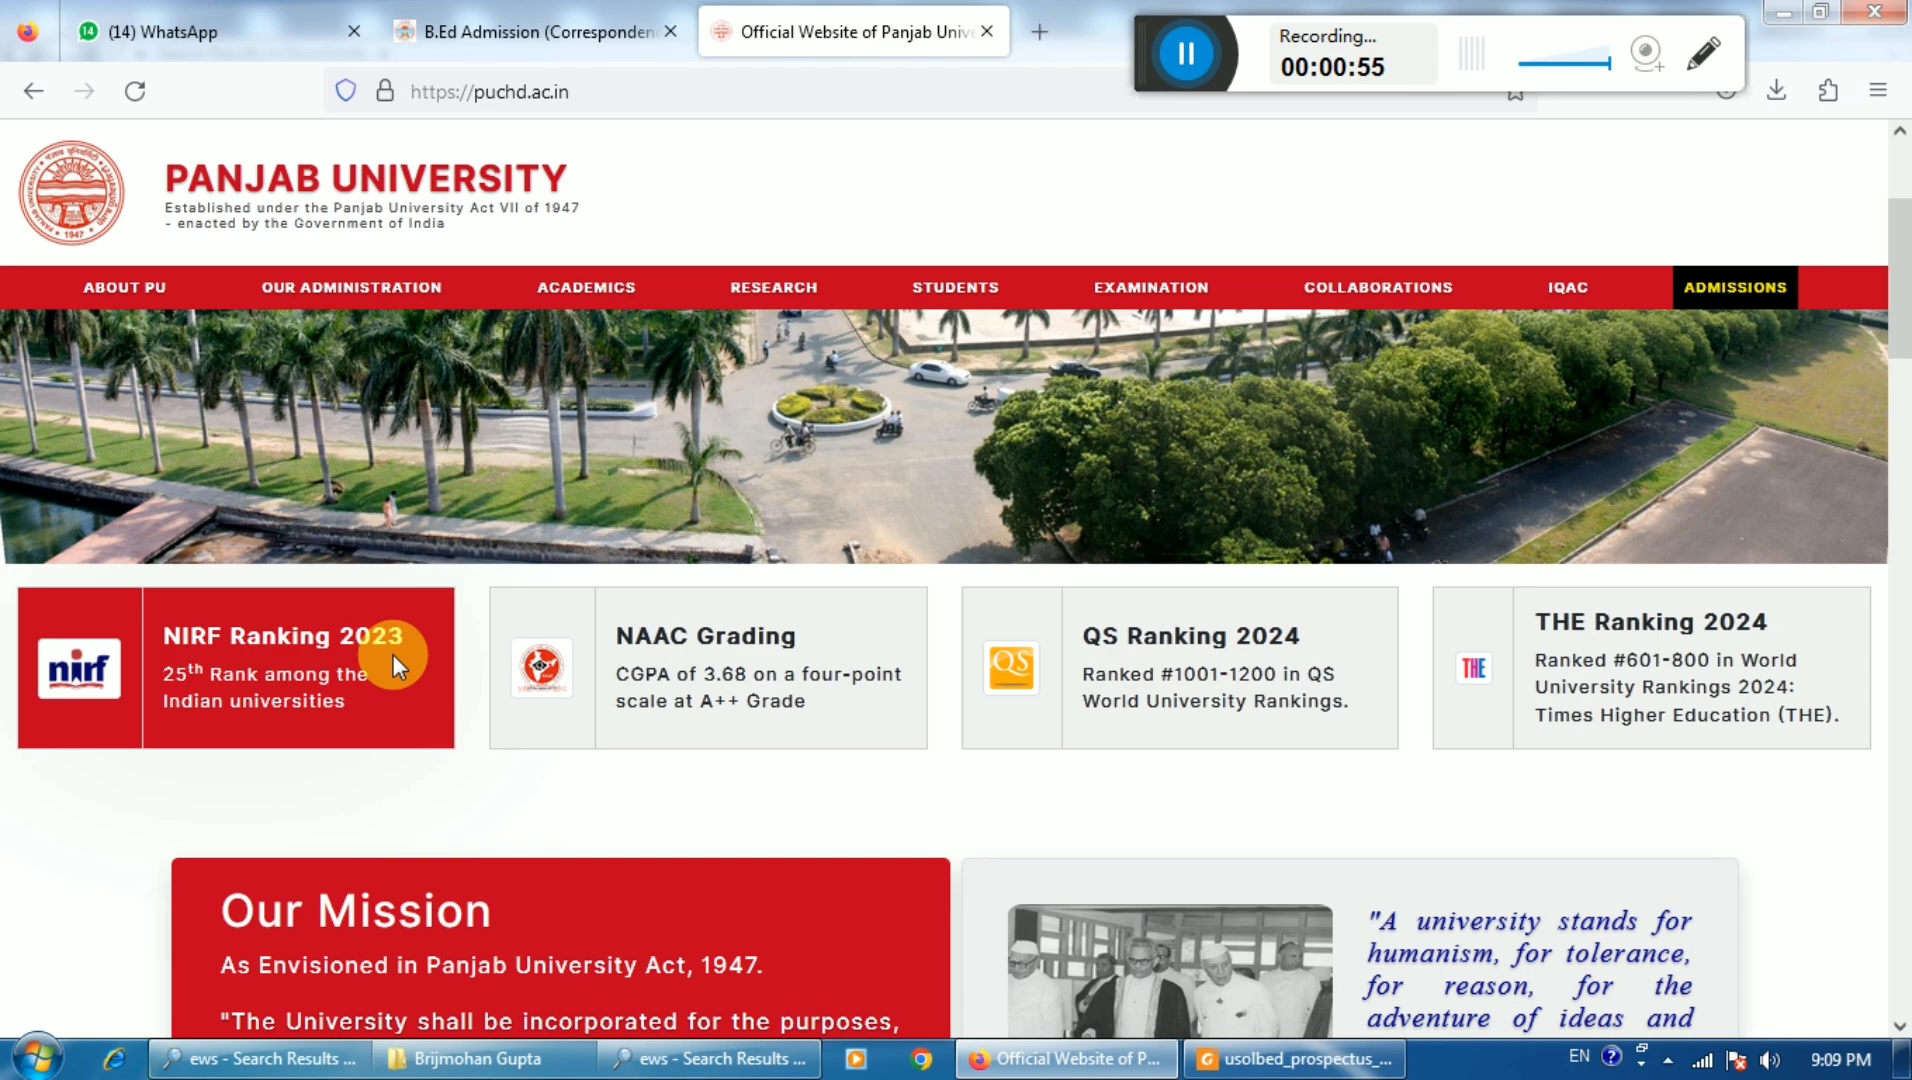 (14) WhatsApp
B.Ed Admission (Corresponden
Official Website of Panjab Unive
Recording...
00:00:55
https://puchd.ac.in
PANJAB UNIVERSITY
Established under the Panjab University Act VII of 1947
- enacted by the Government of India
ABOUT PU
OUR ADMINISTRATION
ACADEMICS
RESEARCH
STUDENTS
EXAMINATION
COLLABORATIONS
IQAC
ADMISSIONS
nirf
NIRF Ranking 2023
25th Rank among the
Indian universities
NAAC Grading
CGPA of 3.68 on a four-point
scale at A++ Grade
QS
QS Ranking 2024
Ranked #1001-1200 in QS
World University Rankings.
THE
THE Ranking 2024
Ranked #601-800 in World
University Rankings 2024:
Times Higher Education (THE).
Our Mission
As Envisioned in Panjab University Act, 1947.
"The University shall be incorporated for the purposes,
"A university stands for
humanism, for tolerance,
for reason, for the
adventure of ideas and
ews - Search Results ...
Brijmohan Gupta
ews - Search Results ...
Official Website of P...
usolbed_prospectus_...
EN
9:09 PM